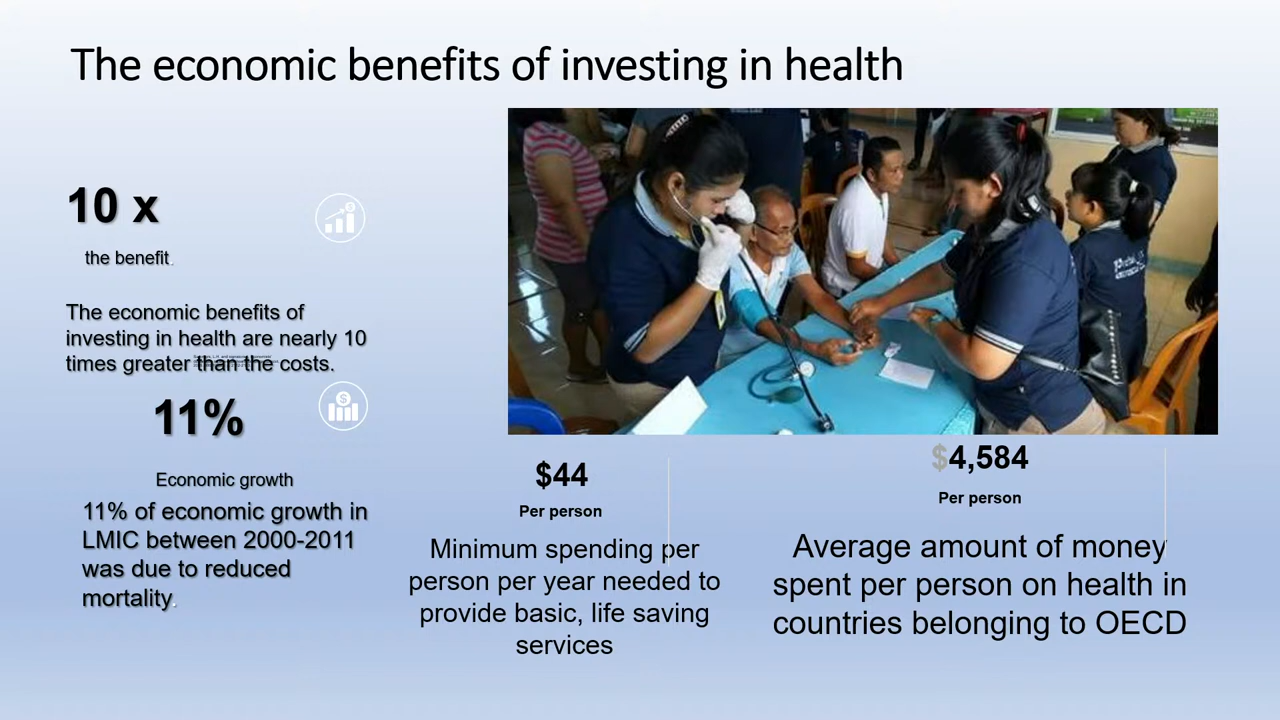 The economic benefits of investing in health
10 x
the benefit.
The economic benefits of
investing in health are nearly 10
times greater than the costs.
11%
Economic growth
11% of economic growth in
LMIC between 2000-2011
was due to reduced
mortality.
$44
Per person
Minimum spending per
person per year needed to
provide basic, life saving
services
$4,584
Per person
Average amount of money
spent per person on health in
countries belonging to OECD